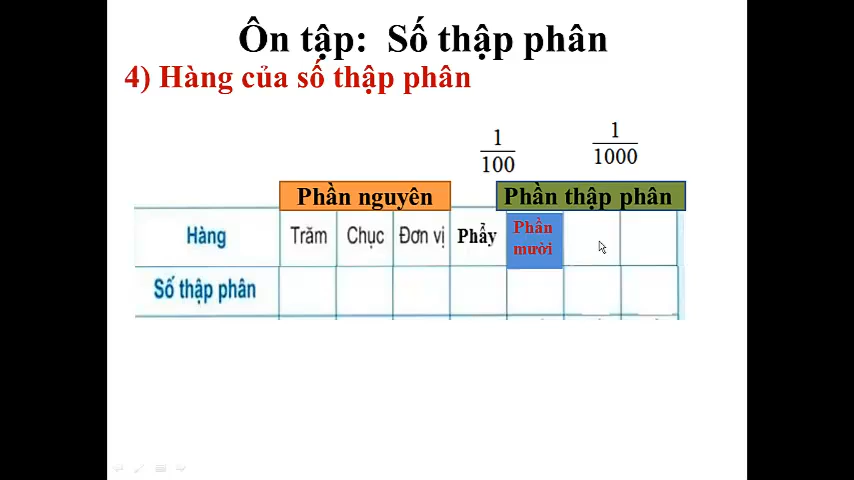 Ôn tập: Số thập phân
4) Hàng của số thập phân
1
100
1
1000
Phần nguyên
Phần thập phân
Hàng
Trăm
Chục
Đơn vị
Phẩy
Phần
mười
Số thập phân